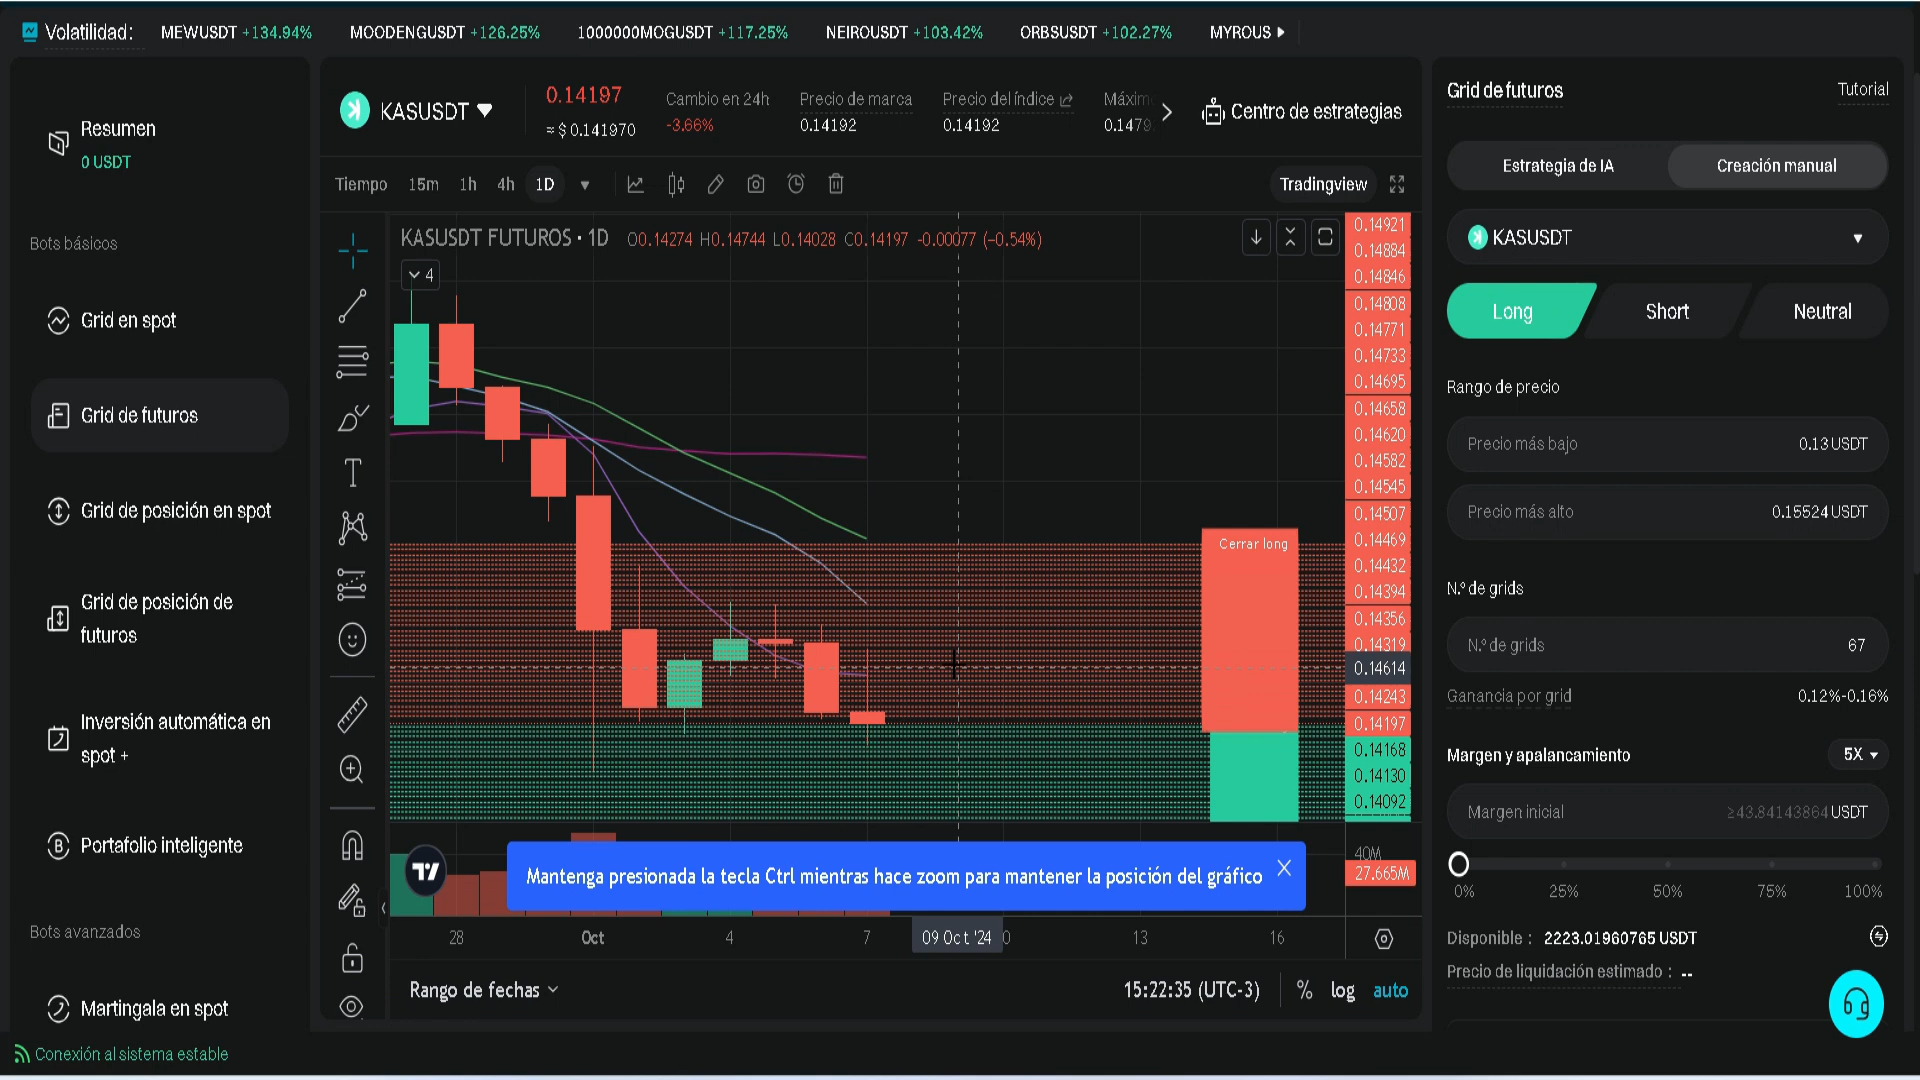 Volatilidad: MEWUSDT +134.94% MOODENGUSDT +126.25% 1000000MOGUSDT +117.25% NEIROUSDT +103.42% ORBSUSDT +102.27% MYROUS
Resumen
0 USDT
Bots básicos
Grid en spot
Grid de futuros
Grid de posición en spot
Grid de posición de
futuros
Inversión automática en
spot +
Portafolio inteligente
Bots avanzados
Martingala en spot
Conexión al sistema estable
KASUSDT
0.14197
≈ $ 0.141970
Cambio en 24h
-3.66%
Precio de marca
0.14192
Precio del índice
0.14192
Máxim
0.1479
Centro de estrategias
Tiempo 15m 1h 4h 1D
Tradingview
KASUSDT FUTUROS · 1D O0.14274 H0.14744 L0.14028 C0.14197 -0.00077 (−0.54%)
4
Cerrar long
0.14921
0.14884
0.14846
0.14808
0.14771
0.14733
0.14695
0.14658
0.14620
0.14582
0.14545
0.14507
0.14469
0.14432
0.14394
0.14356
0.14319
0.14614
0.14243
0.14197
0.14168
0.14130
0.14092
40M
27.665M
Mantenga presionada la tecla Ctrl mientras hace zoom para mantener la posición del gráfico
28 Oct 4 7 09 Oct '24 0 13 16
Rango de fechas
15:22:35 (UTC-3) % log auto
Grid de futuros
Tutorial
Estrategia de IA
Creación manual
KASUSDT
Long
Short
Neutral
Rango de precio
Precio más bajo 0.13 USDT
Precio más alto 0.15524 USDT
N.º de grids
N.º de grids 67
Ganancia por grid 0.12%-0.16%
Margen y apalancamiento 5X
Margen inicial ≥43.84143864 USDT
0% 25% 50% 75% 100%
Disponible : 2223.01960765 USDT
Precio de liquidación estimado : --